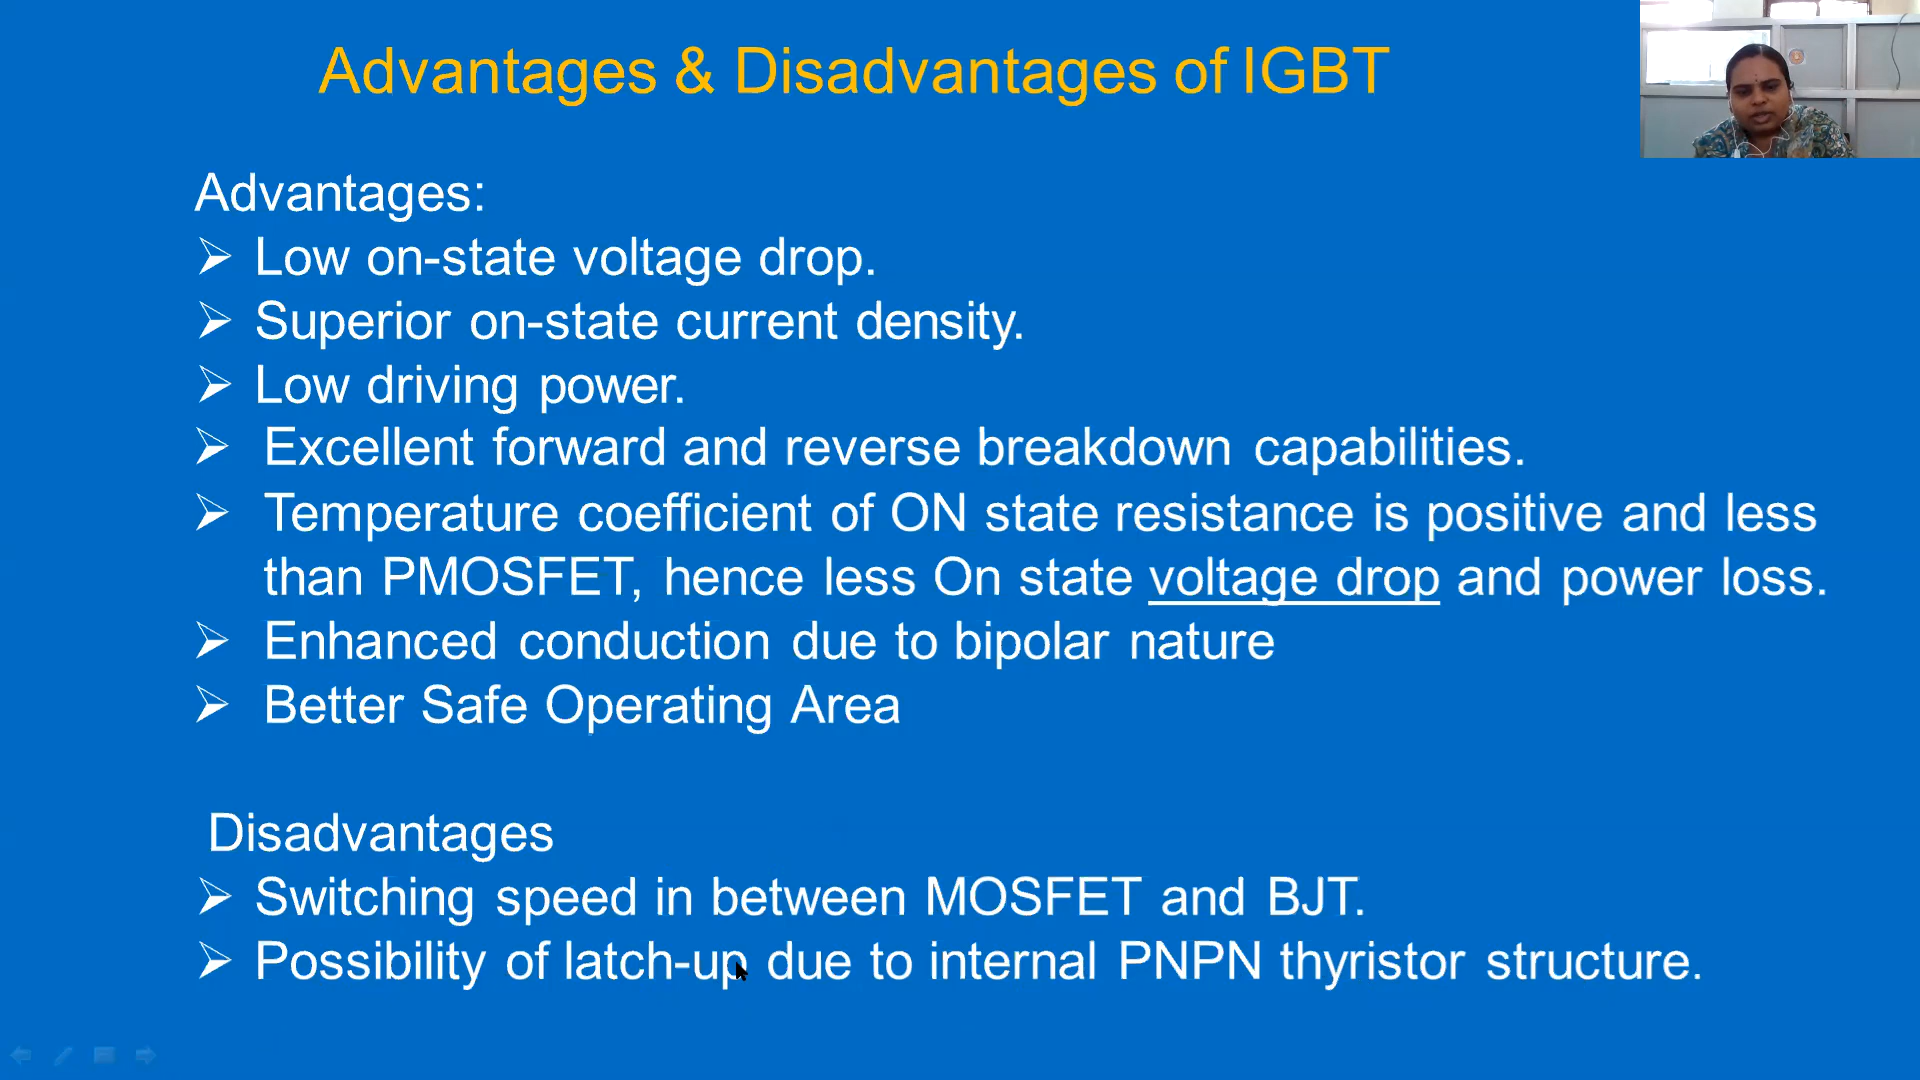 Advantages & Disadvantages of IGBT
Advantages:
➢ Low on-state voltage drop.
➢ Superior on-state current density.
➢ Low driving power.
➢ Excellent forward and reverse breakdown capabilities.
➢ Temperature coefficient of ON state resistance is positive and less
than PMOSFET, hence less On state voltage drop and power loss.
➢ Enhanced conduction due to bipolar nature
➢ Better Safe Operating Area
Disadvantages
➢ Switching speed in between MOSFET and BJT.
➢ Possibility of latch-up due to internal PNPN thyristor structure.